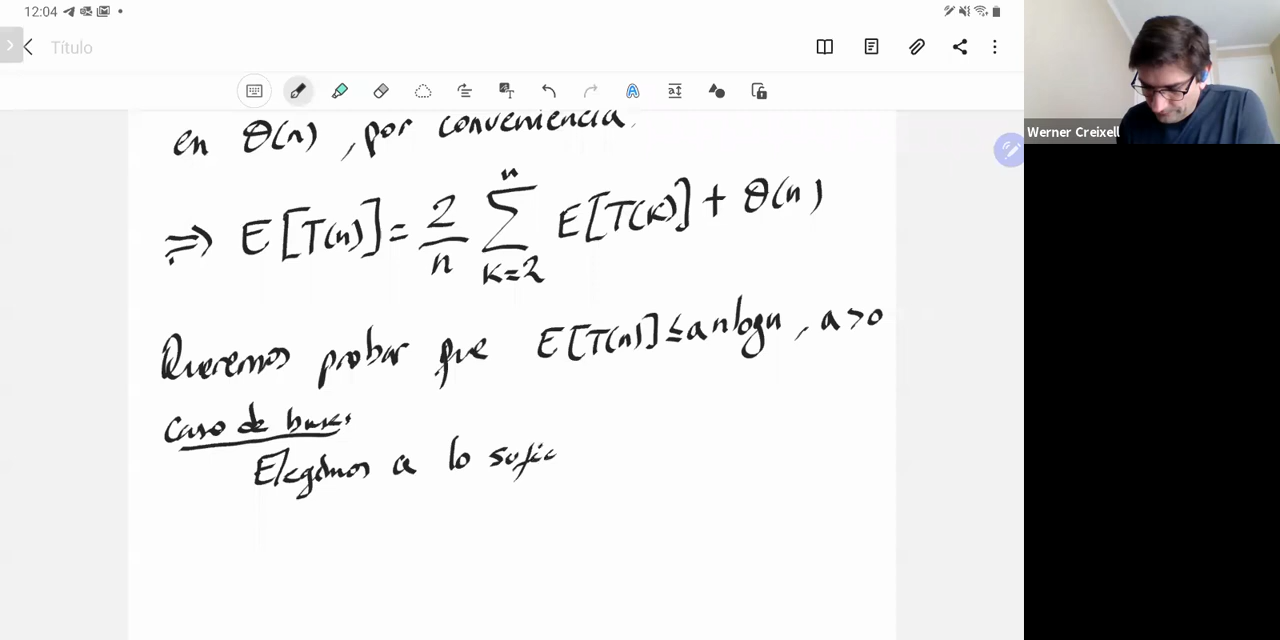 12:04
Título
en Θ(n), por conveniencia.
⇒ E[T(n)] = 2/n ∑_{k=2}^{n} E[T(k)] + Θ(n)
Werner Creixell
Queremos probar que E[T(n)] ≤ a n log n, a > 0
Caso de base:
Elegimos a lo sufic